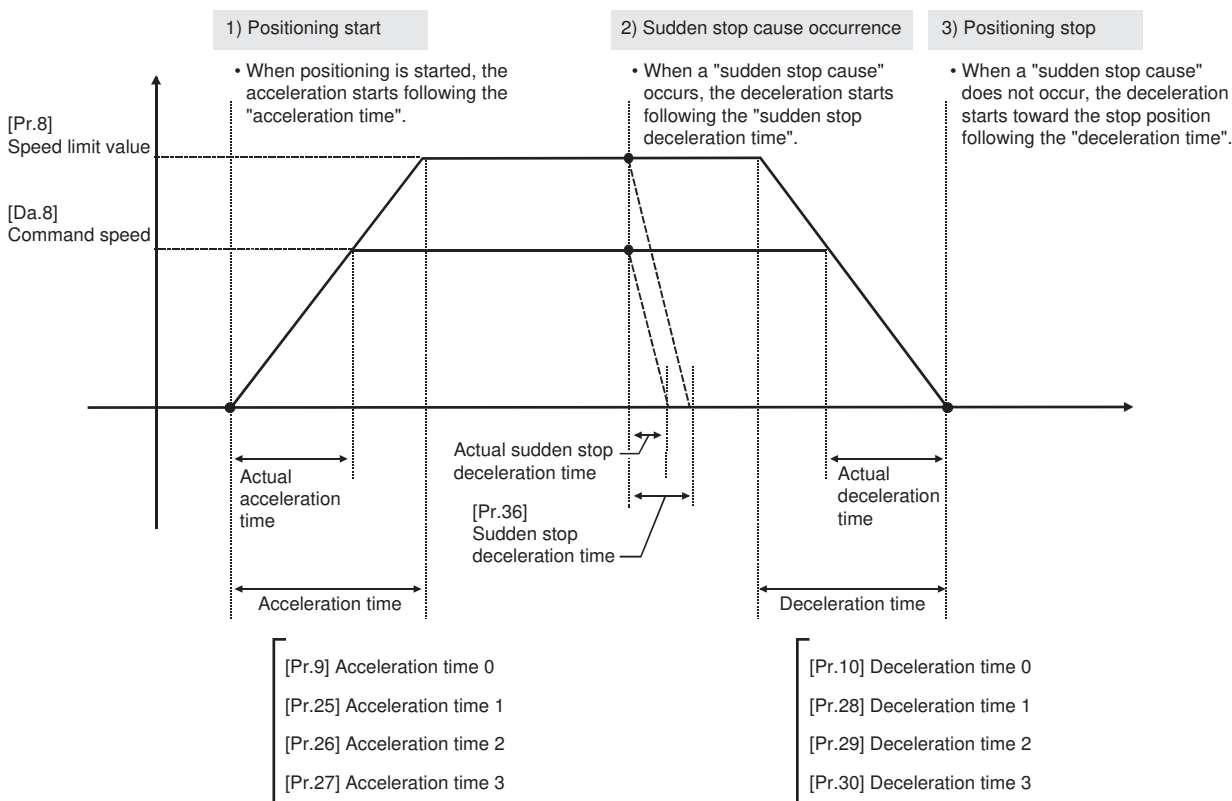 1) Positioning start
• When positioning is started, the
acceleration starts following the
"acceleration time".
2) Sudden stop cause occurrence
• When a "sudden stop cause"
occurs, the deceleration starts
following the "sudden stop
deceleration time".
3) Positioning stop
• When a "sudden stop cause"
does not occur, the deceleration
starts toward the stop position
following the "deceleration time".
[Pr.8]
Speed limit value
[Da.8]
Command speed
Actual
acceleration
time
Actual sudden stop
deceleration time
[Pr.36]
Sudden stop
deceleration time
Actual
deceleration
time
Acceleration time
Deceleration time
[Pr.9] Acceleration time 0
[Pr.25] Acceleration time 1
[Pr.26] Acceleration time 2
[Pr.27] Acceleration time 3
[Pr.10] Deceleration time 0
[Pr.28] Deceleration time 1
[Pr.29] Deceleration time 2
[Pr.30] Deceleration time 3